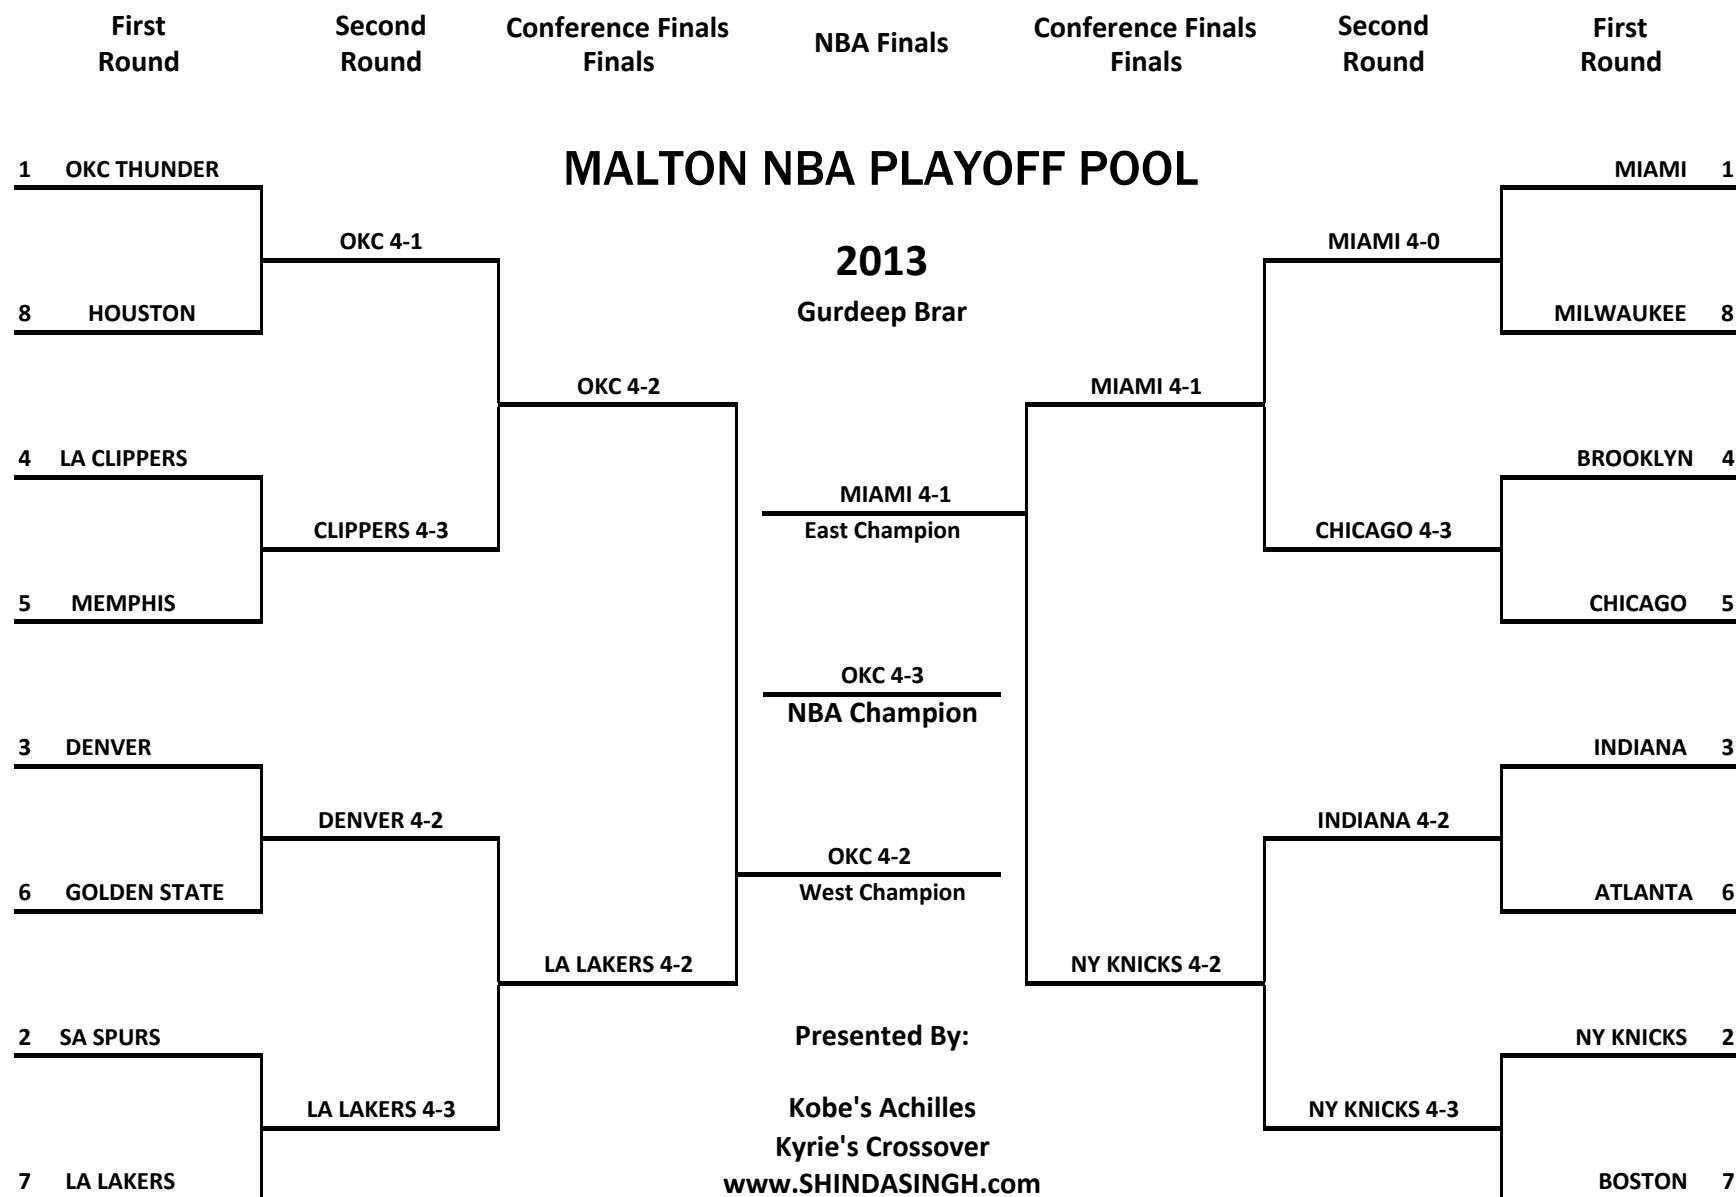 First Second Conference Finals NBA Finals Conference Finals Second First
Round Round Finals Finals Round Round
MALTON NBA PLAYOFF POOL
1 OKC THUNDER MIAMI 1
OKC 4-1 2013 MIAMI 4-0
8 HOUSTON Gurdeep Brar MILWAUKEE 8
OKC 4-2 MIAMI 4-1
4 LA CLIPPERS BROOKLYN 4
MIAMI 4-1
CLIPPERS 4-3 East Champion CHICAGO 4-3
5 MEMPHIS CHICAGO 5
OKC 4-3
NBA Champion
3 DENVER INDIANA 3
DENVER 4-2 INDIANA 4-2
OKC 4-2
6 GOLDEN STATE West Champion ATLANTA 6
LA LAKERS 4-2 NY KNICKS 4-2
2 SA SPURS Presented By: NY KNICKS 2
LA LAKERS 4-3 Kobe's Achilles NY KNICKS 4-3
Kyrie's Crossover
7 LA LAKERS www.SHINDASINGH.com BOSTON 7